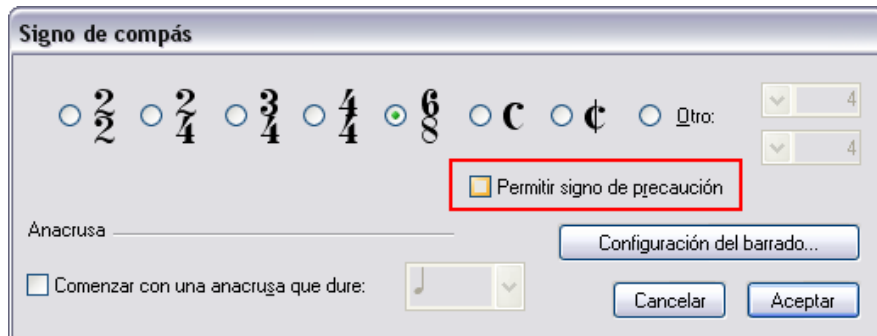 Signo de compás
2/2 2/4 3/4 4/4 6/8 C ¢ Otro: 4
4
Permitir signo de precaución
Anacrusa
Configuración del barrado...
Comenzar con una anacrusa que dure:
Cancelar Aceptar